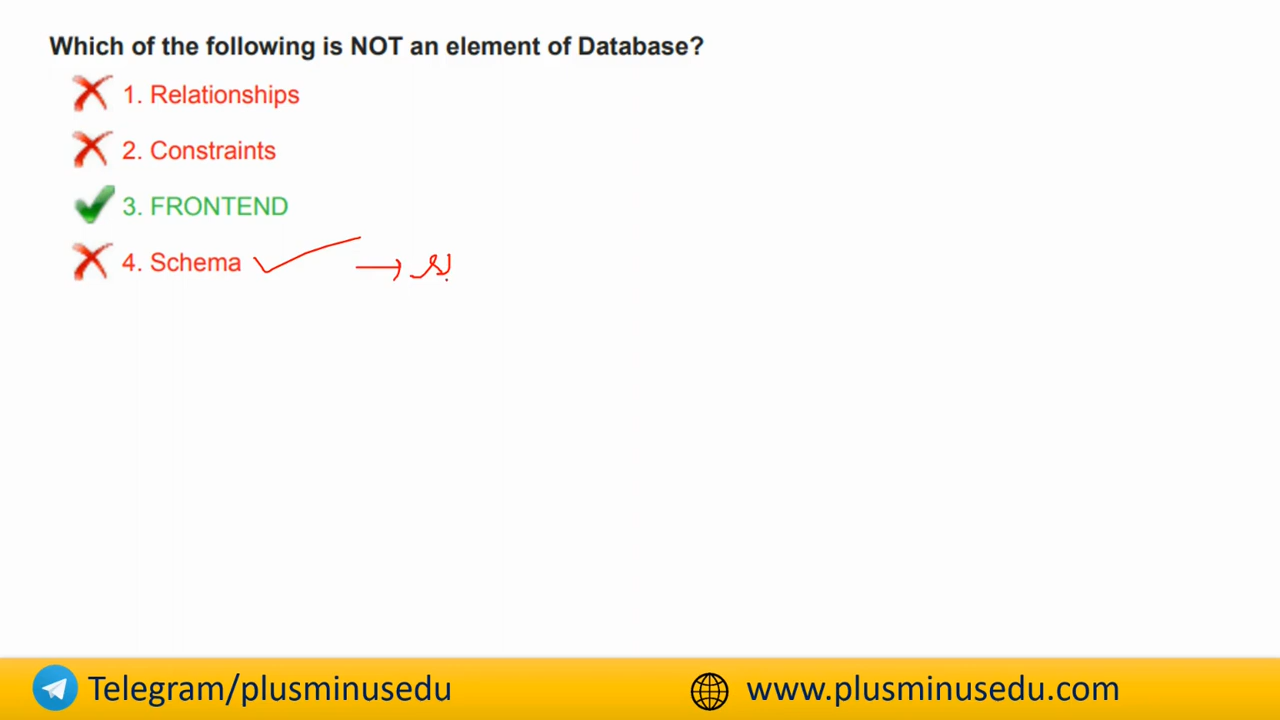 Which of the following is NOT an element of Database?
1. Relationships
2. Constraints
3. FRONTEND
4. Schema
Telegram/plusminusedu
www.plusminusedu.com